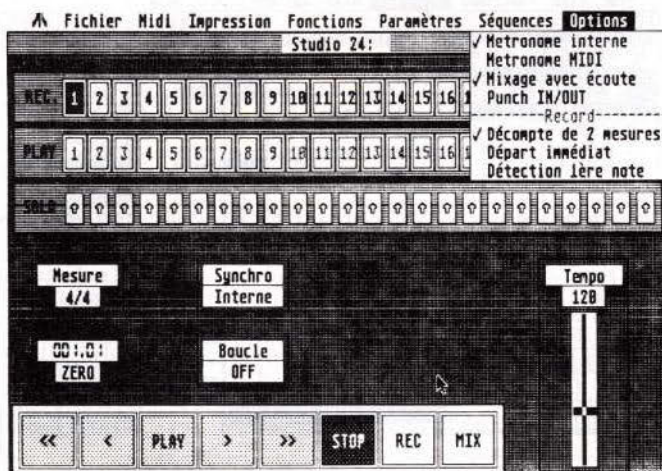 Fichier Midi Impression Fonctions Paramètres Séquences Options
Studio 24:
✓ Metronome interne
Metronome MIDI
✓ Mixage avec écoute
Punch IN/OUT
--------Record--------
✓ Décompte de 2 mesures
Départ immédiat
Détection 1ère note
REC. 1 2 3 4 5 6 7 8 9 10 11 12 13 14 15 16 1
PLAY 1 2 3 4 5 6 7 8 9 10 11 12 13 14 15 16 1
SOLO
Mesure
4/4
Synchro
Interne
Tempo
120
001.01
ZERO
Boucle
OFF
<< < PLAY > >> STOP REC MIX